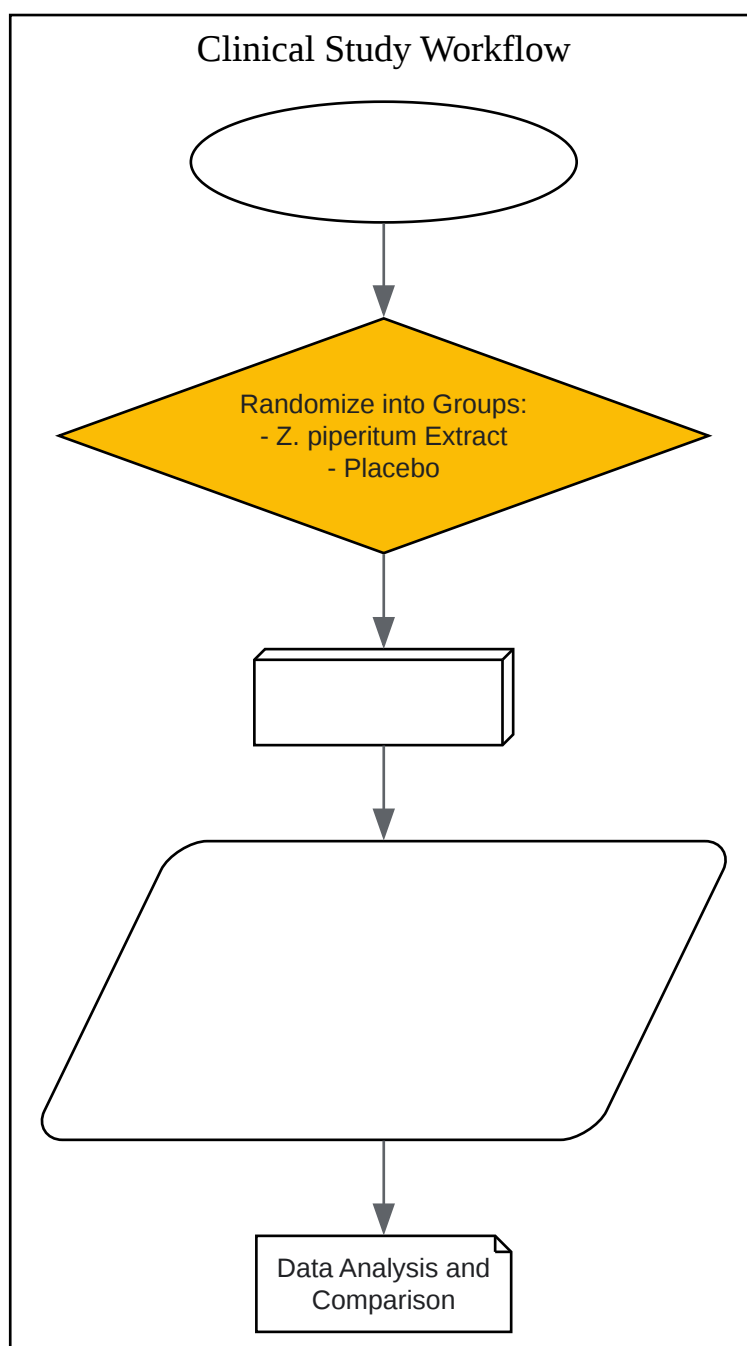 Clinical Study Workflow
Randomize into Groups:
- Z. piperitum Extract
- Placebo
Data Analysis and
Comparison